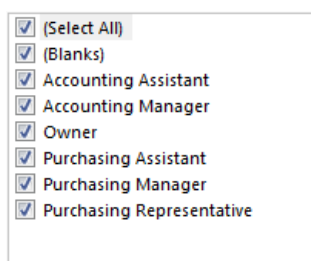 (Select All)
(Blanks)
Accounting Assistant
Accounting Manager
Owner
Purchasing Assistant
Purchasing Manager
Purchasing Representative